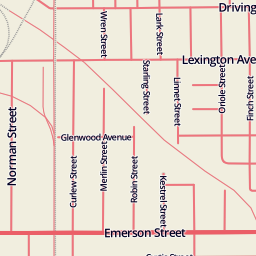 Driving
Wren Street
Lark Street
Lexington Ave
Starling Street
Linnet Street
Oriole Street
Finch Street
Norman Street
Glenwood Avenue
Curlew Street
Merlin Street
Robin Street
Kestrel Street
Emerson Street